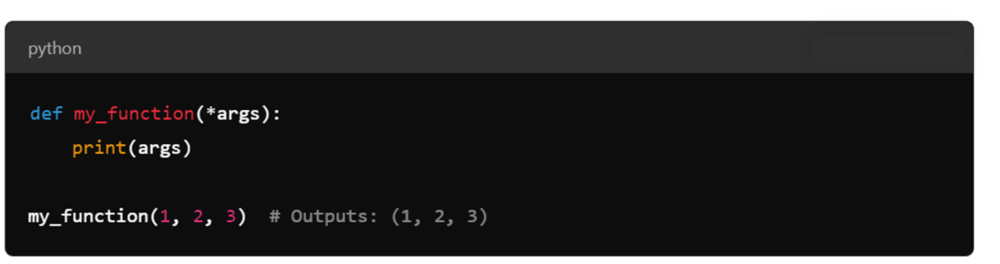 python
def my_function(*args):
    print(args)
my_function(1, 2, 3)  # Outputs: (1, 2, 3)